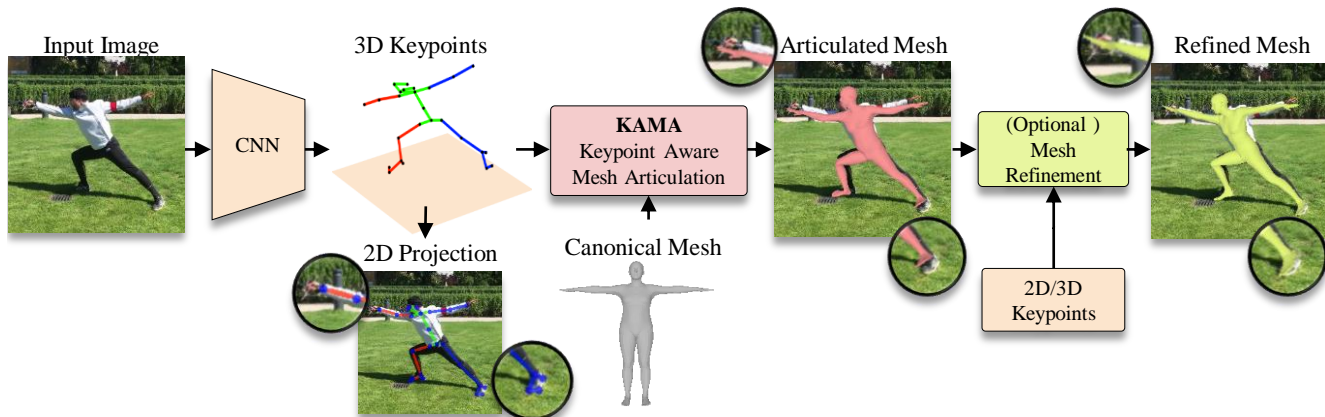 Input Image
CNN
3D Keypoints
2D Projection
KAMA
Keypoint Aware
Mesh Articulation
Canonical Mesh
Articulated Mesh
(Optional )
Mesh
Refinement
2D/3D
Keypoints
Refined Mesh